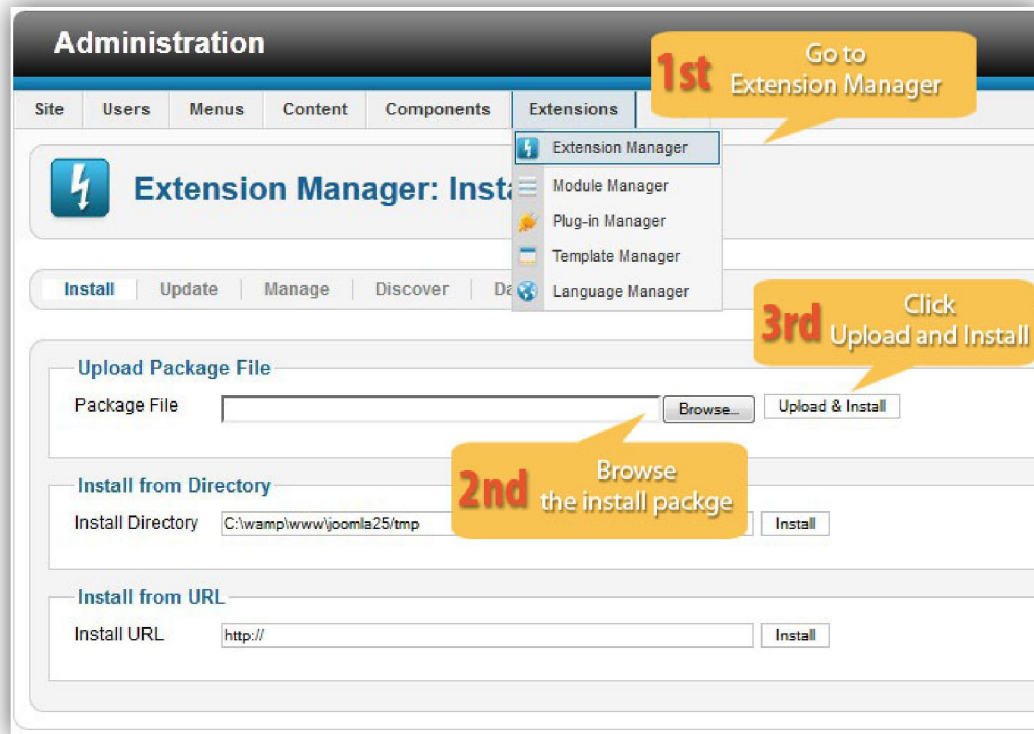 Administration
1st
Go to
Extension Manager
Site Users Menus Content Components Extensions
Extension Manager
Module Manager
Plug-in Manager
Template Manager
Language Manager
Extension Manager: Insta
Install Update Manage Discover Da
3rd
Click
Upload and Install
Upload Package File
Package File Browse... Upload & Install
2nd
Browse
the install packge
Install from Directory
Install Directory C:\wamp\www\joomla25/tmp Install
Install from URL
Install URL http:// Install